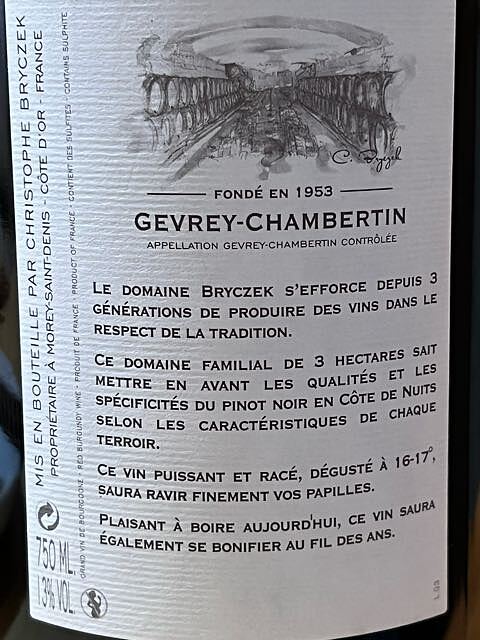 C. Bryczek
FONDÉ EN 1953
GEVREY-CHAMBERTIN
APPELLATION GEVREY-CHAMBERTIN CONTRÔLÉE
LE DOMAINE BRYCZEK S'EFFORCE DEPUIS 3
GÉNÉRATIONS DE PRODUIRE DES VINS DANS LE
RESPECT DE LA TRADITION.
CE DOMAINE FAMILIAL DE 3 HECTARES SAIT
METTRE EN AVANT LES QUALITÉS ET LES
SPÉCIFICITÉS DU PINOT NOIR EN CÔTE DE NUITS
SELON LES CARACTÉRISTIQUES DE CHAQUE
TERROIR.
CE VIN PUISSANT ET RACÉ, DÉGUSTÉ À 16-17°,
SAURA RAVIR FINEMENT VOS PAPILLES.
PLAISANT À BOIRE AUJOURD'HUI, CE VIN SAURA
ÉGALEMENT SE BONIFIER AU FIL DES ANS.
MIS EN BOUTEILLE PAR CHRISTOPHE BRYCZEK
PROPRIÉTAIRE À MOREY-SAINT-DENIS - CÔTE D'OR - FRANCE
GRAND VIN DE BOURGOGNE - RED BURGUNDY WINE - PRODUIT DE FRANCE - PRODUCT OF FRANCE - CONTIENT DES SULFITES - CONTAINS SULPHITE
750 ML
13% VOL.